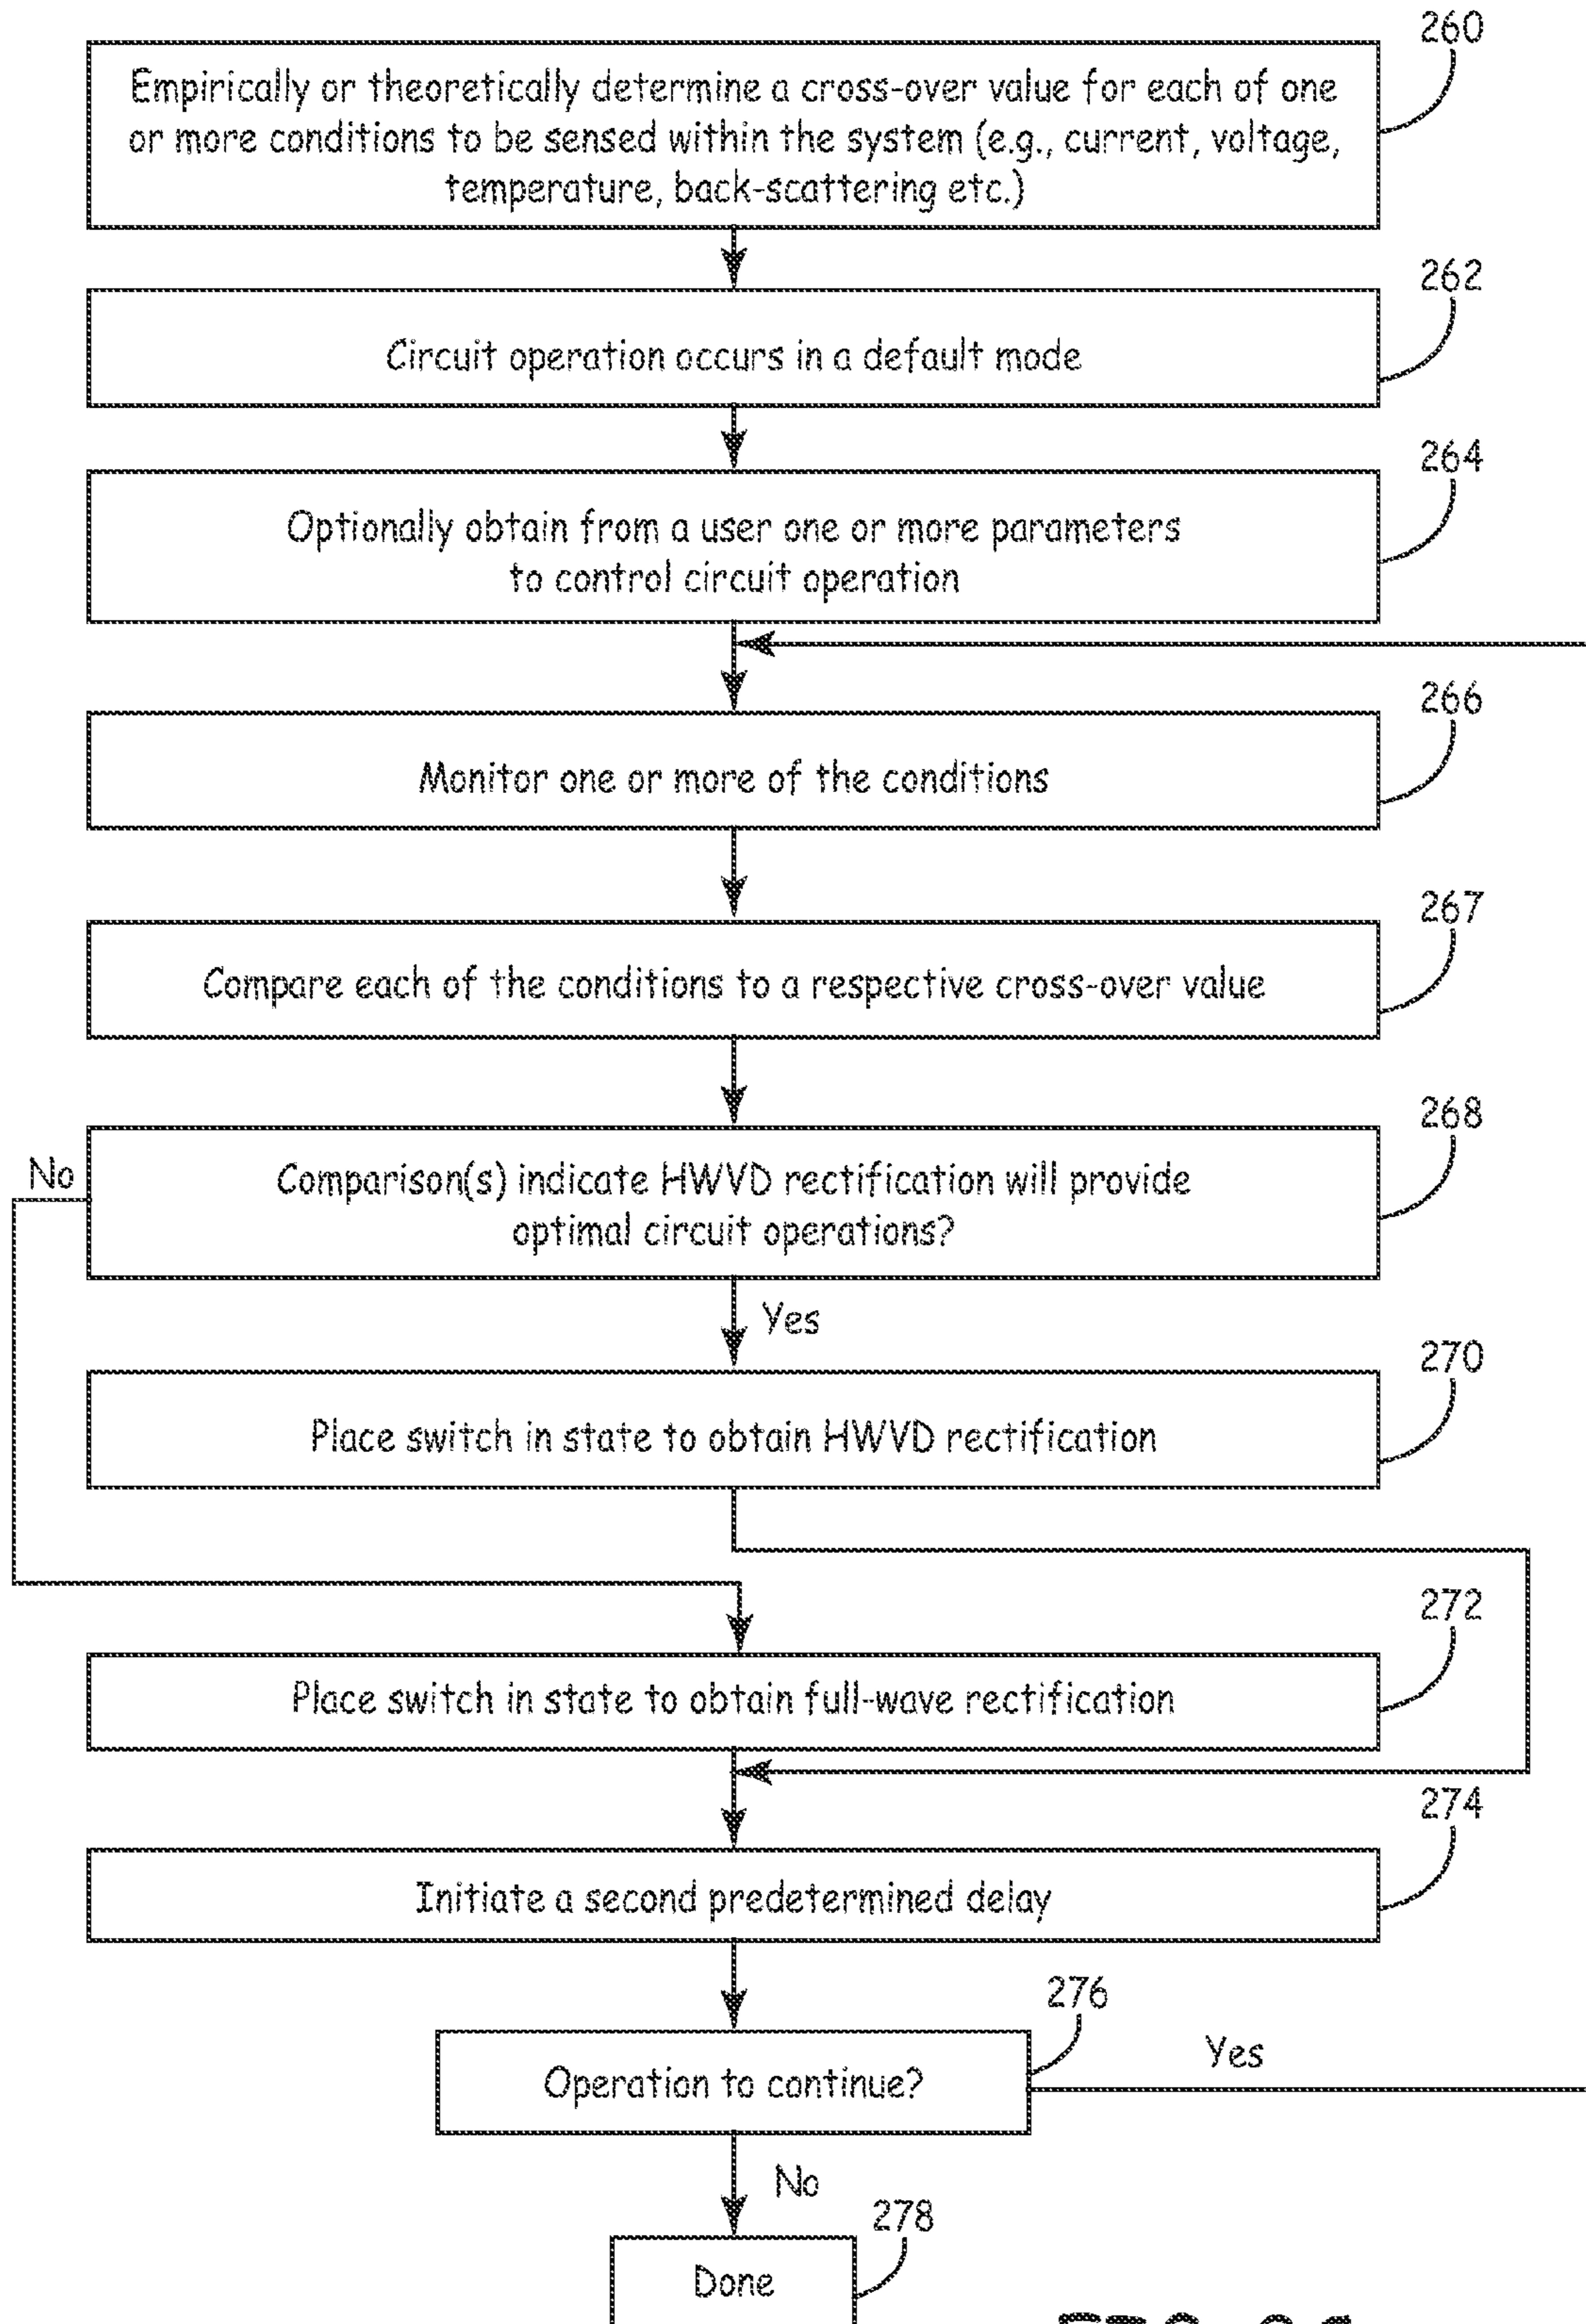 260
Empirically or theoretically determine a cross-over value for each of one
or more conditions to be sensed within the system (e.g., current, voltage,
temperature, back-scattering etc.)
262
Circuit operation occurs in a default mode
264
Optionally obtain from a user one or more parameters
to control circuit operation
266
Monitor one or more of the conditions
267
Compare each of the conditions to a respective cross-over value
268
No
Comparison(s) indicate HWVD rectification will provide
optimal circuit operations?
Yes
270
Place switch in state to obtain HWVD rectification
272
Place switch in state to obtain full-wave rectification
274
Initiate a second predetermined delay
276
Operation to continue?
Yes
No
278
Done